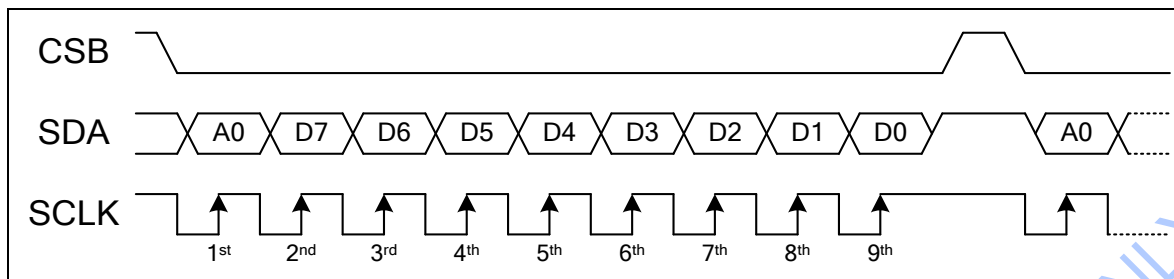 CSB
SDA A0 D7 D6 D5 D4 D3 D2 D1 D0 A0
SCLK
1st 2nd 3rd 4th 5th 6th 7th 8th 9th